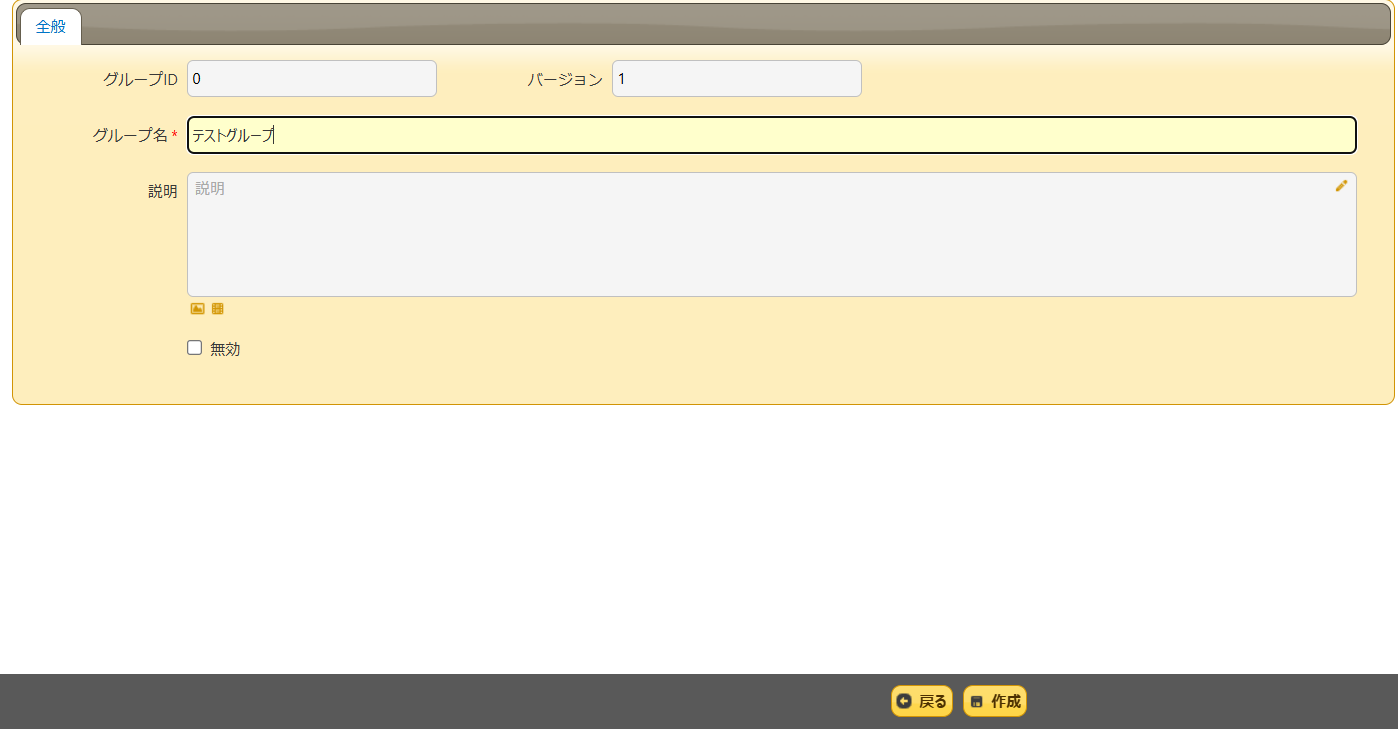 全般
グループID 0 バージョン 1
グループ名* テストグループ
説明 説明
無効
戻る 作成